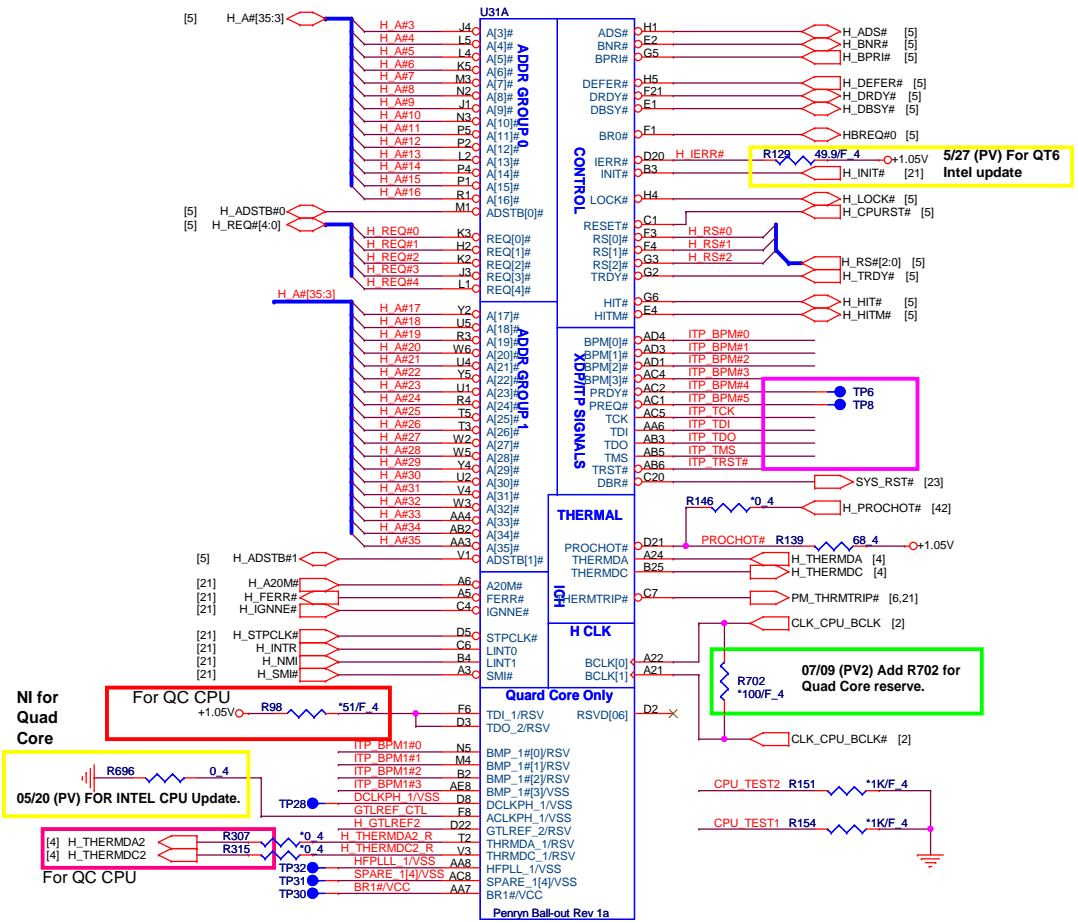 U31A
[5] H_A#[35:3]
H_A#3 J4 A[3]#
H_A#4 L5 A[4]#
H_A#5 L4 A[5]#
H_A#6 K5 A[6]#
H_A#7 M3 A[7]#
H_A#8 N2 A[8]#
H_A#9 J1 A[9]#
H_A#10 N3 A[10]#
H_A#11 P5 A[11]#
H_A#12 P2 A[12]#
H_A#13 L2 A[13]#
H_A#14 P4 A[14]#
H_A#15 P1 A[15]#
H_A#16 R1 A[16]#
[5] H_ADSTB#0 M1 ADSTB[0]#
[5] H_REQ#[4:0]
H_REQ#0 K3 REQ[0]#
H_REQ#1 H2 REQ[1]#
H_REQ#2 K2 REQ[2]#
H_REQ#3 J3 REQ[3]#
H_REQ#4 L1 REQ[4]#
ADDR GROUP 0
H_A#[35:3]
H_A#17 Y2 A[17]#
H_A#18 U5 A[18]#
H_A#19 R3 A[19]#
H_A#20 W6 A[20]#
H_A#21 U4 A[21]#
H_A#22 Y5 A[22]#
H_A#23 U1 A[23]#
H_A#24 R4 A[24]#
H_A#25 T5 A[25]#
H_A#26 T3 A[26]#
H_A#27 W2 A[27]#
H_A#28 W5 A[28]#
H_A#29 Y4 A[29]#
H_A#30 U2 A[30]#
H_A#31 V4 A[31]#
H_A#32 W3 A[32]#
H_A#33 AA4 A[33]#
H_A#34 AB2 A[34]#
H_A#35 AA3 A[35]#
[5] H_ADSTB#1 V1 ADSTB[1]#
ADDR GROUP 1
[21] H_A20M# A6 A20M#
[21] H_FERR# A5 FERR#
[21] H_IGNNE# C4 IGNNE#
[21] H_STPCLK# D5 STPCLK#
[21] H_INTR C6 LINT0
[21] H_NMI B4 LINT1
[21] H_SMI# A3 SMI#
ICH
ADS# H1 H_ADS# [5]
BNR# E2 H_BNR# [5]
BPRI# G5 H_BPRI# [5]
DEFER# H5 H_DEFER# [5]
DRDY# F21 H_DRDY# [5]
DBSY# E1 H_DBSY# [5]
BR0# F1 HBREQ#0 [5]
IERR# D20 H_IERR# R129 49.9/F_4 +1.05V
5/27 (PV) For QT6
Intel update
INIT# B3 H_INIT# [21]
LOCK# H4 H_LOCK# [5]
RESET# C1 H_CPURST# [5]
RS[0]# F3 H_RS#0
RS[1]# F4 H_RS#1
RS[2]# G3 H_RS#2
H_RS#[2:0] [5]
TRDY# G2 H_TRDY# [5]
HIT# G6 H_HIT# [5]
HITM# E4 H_HITM# [5]
CONTROL
BPM[0]# AD4 ITP_BPM#0
BPM[1]# AD3 ITP_BPM#1
BPM[2]# AD1 ITP_BPM#2
BPM[3]# AC4 ITP_BPM#3
PRDY# AC2 ITP_BPM#4 TP6
PREQ# AC1 ITP_BPM#5 TP8
TCK AC5 ITP_TCK
TDI AA6 ITP_TDI
TDO AB3 ITP_TDO
TMS AB5 ITP_TMS
TRST# AB6 ITP_TRST#
DBR# C20 SYS_RST# [23]
XDP/ITP SIGNALS
THERMAL
R146 *0_4 H_PROCHOT# [42]
PROCHOT# D21 PROCHOT# R139 68_4 +1.05V
THERMDA A24 H_THERMDA [4]
THERMDC B25 H_THERMDC [4]
THERMTRIP# C7 PM_THRMTRIP# [6,21]
H CLK
CLK_CPU_BCLK [2]
BCLK[0] A22
BCLK[1] A21
R702
*100/F_4
07/09 (PV2) Add R702 for
Quad Core reserve.
CLK_CPU_BCLK# [2]
Quard Core Only
RSVD[06] D2
NI for
Quad
Core
For QC CPU
+1.05V R98 *51/F_4 F6 TDI_1/RSV
D3 TDO_2/RSV
ITP_BPM1#0 N5 BMP_1#[0]/RSV
ITP_BPM1#1 M4 BMP_1#[1]/RSV
ITP_BPM1#2 B2 BMP_1#[2]/RSV
ITP_BPM1#3 AE8 BMP_1#[3]/VSS
R696 0_4
05/20 (PV) FOR INTEL CPU Update.
TP28 DCLKPH_1/VSS D8 DCLKPH_1/VSS
GTLREF_CTL F8 ACLKPH_1/VSS
H_GTLREF2 D22 GTLREF_2/RSV
[4] H_THERMDA2 R307 *0_4 H_THERMDA2_R T2 THRMDA_1/RSV
[4] H_THERMDC2 R315 *0_4 H_THERMDC2_R V3 THRMDC_1/RSV
For QC CPU
TP32 HFPLLL_1/VSS AA8 HFPLL_1/VSS
TP31 SPARE_1[4]/VSS AC8 SPARE_1[4]/VSS
TP30 BR1#/VCC AA7 BR1#/VCC
Penryn Ball-out Rev 1a
CPU_TEST2 R151 *1K/F_4
CPU_TEST1 R154 *1K/F_4